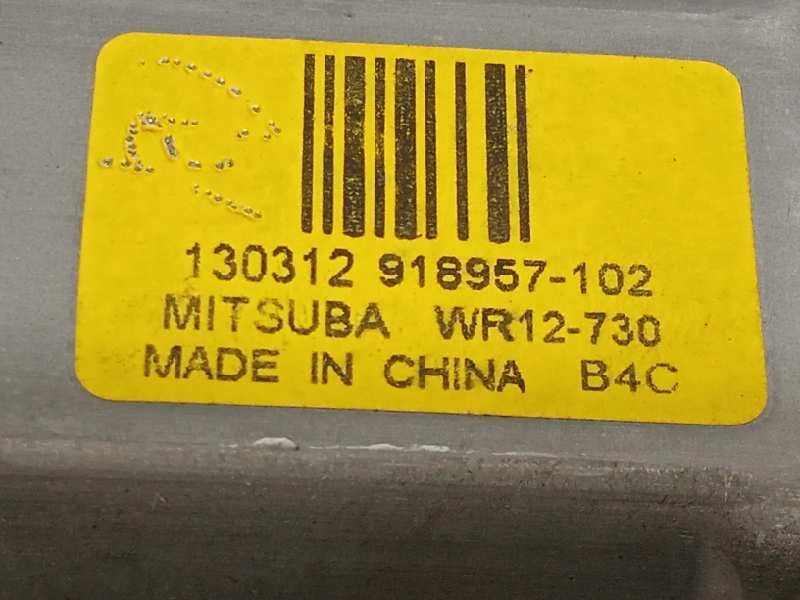 130312 918957-102
MITSUBA WR12-730
MADE IN CHINA B4C